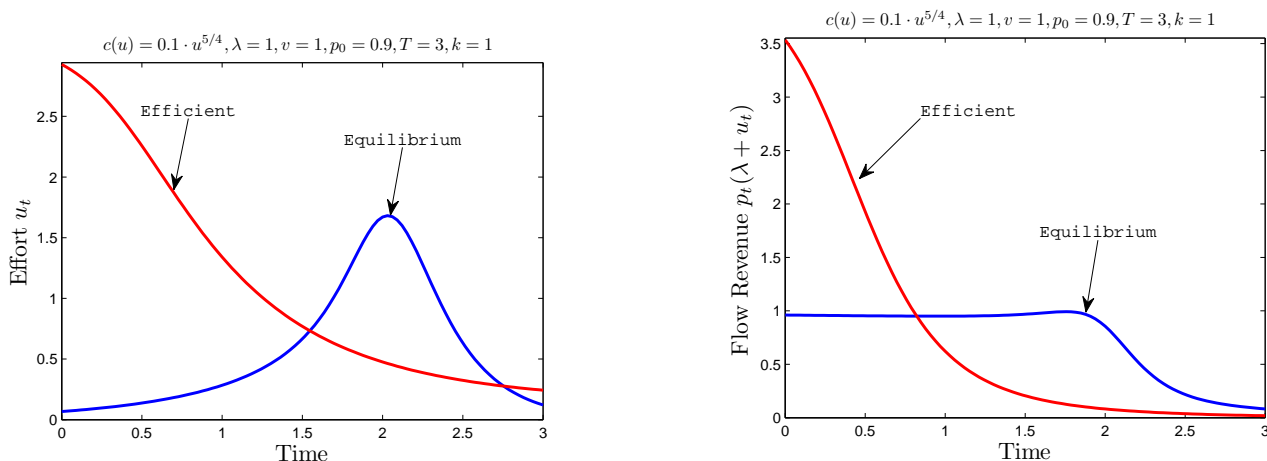 c(u) = 0.1 · u^{5/4}, λ = 1, v = 1, p_0 = 0.9, T = 3, k = 1
Effort u_t
2.5
2
1.5
1
0.5
0
Efficient
Equilibrium
0 0.5 1 1.5 2 2.5 3
Time
c(u) = 0.1 · u^{5/4}, λ = 1, v = 1, p_0 = 0.9, T = 3, k = 1
Flow Revenue p_t(λ + u_t)
3.5
3
2.5
2
1.5
1
0.5
0
Efficient
Equilibrium
0 0.5 1 1.5 2 2.5 3
Time